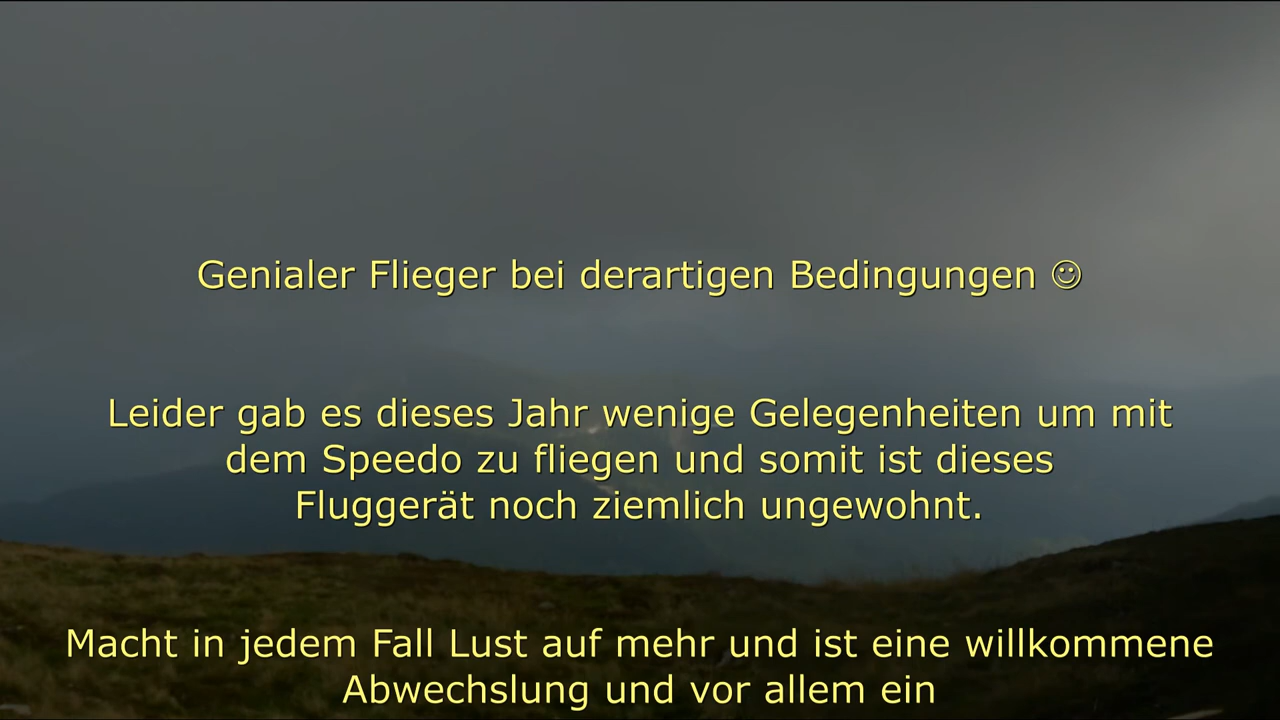 Genialer Flieger bei derartigen Bedingungen ☺
Leider gab es dieses Jahr wenige Gelegenheiten um mit
dem Speedo zu fliegen und somit ist dieses
Fluggerät noch ziemlich ungewohnt.
Macht in jedem Fall Lust auf mehr und ist eine willkommene
Abwechslung und vor allem ein